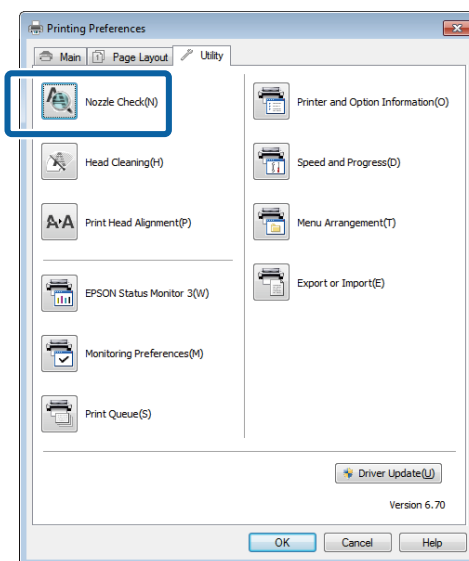 Printing Preferences
Main
Page Layout
Utility
Nozzle Check(N)
Printer and Option Information(O)
Head Cleaning(H)
Speed and Progress(D)
A
A
Print Head Alignment(P)
Menu Arrangement(T)
EPSON Status Monitor 3(W)
Export or Import(E)
Monitoring Preferences(M)
Print Queue(S)
Driver Update(U)
Version 6.70
OK
Cancel
Help